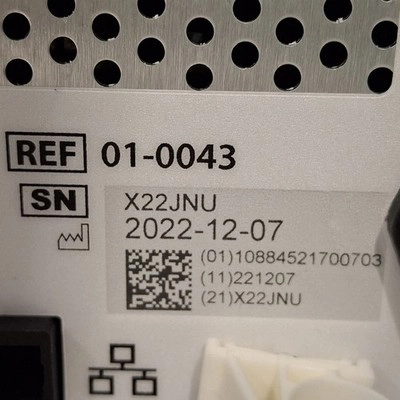 REF 01-0043
SN X22JNU
2022-12-07
(01)10884521700703
(11)221207
(21)X22JNU